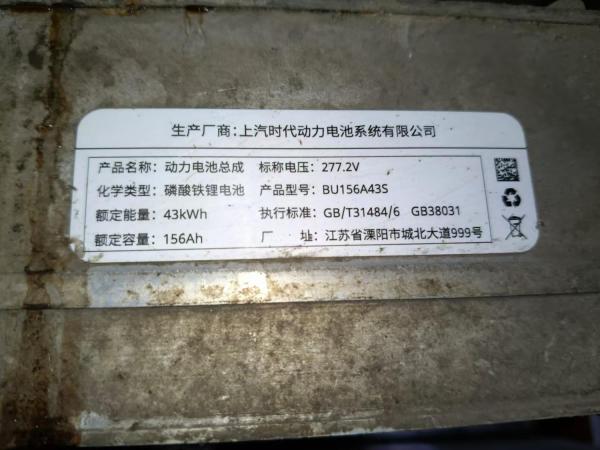 生产厂商:上汽时代动力电池系统有限公司
产品名称: 动力电池总成 标称电压: 277.2V
化学类型: 磷酸铁锂电池 产品型号: BU156A43S
额定能量: 43kWh 执行标准: GB/T31484/6 GB38031
额定容量: 156Ah 厂 址: 江苏省溧阳市城北大道999号